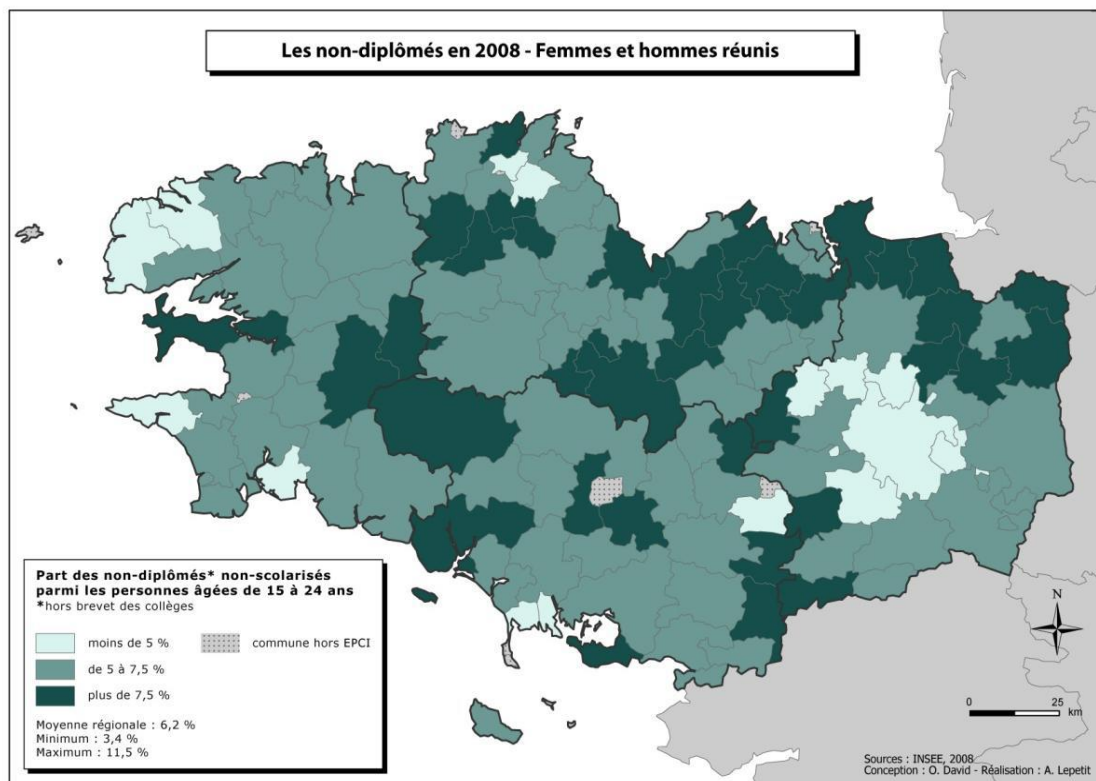 Les non-diplômés en 2008 - Femmes et hommes réunis
Part des non-diplômés* non-scolarisés
parmi les personnes âgées de 15 à 24 ans
*hors brevet des collèges
moins de 5 %
commune hors EPCI
de 5 à 7,5 %
plus de 7,5 %
Moyenne régionale : 6,2 %
Minimum : 3,4 %
Maximum : 11,5 %
N
0 25
km
Sources : INSEE, 2008
Conception : O. David - Réalisation : A. Lepetit